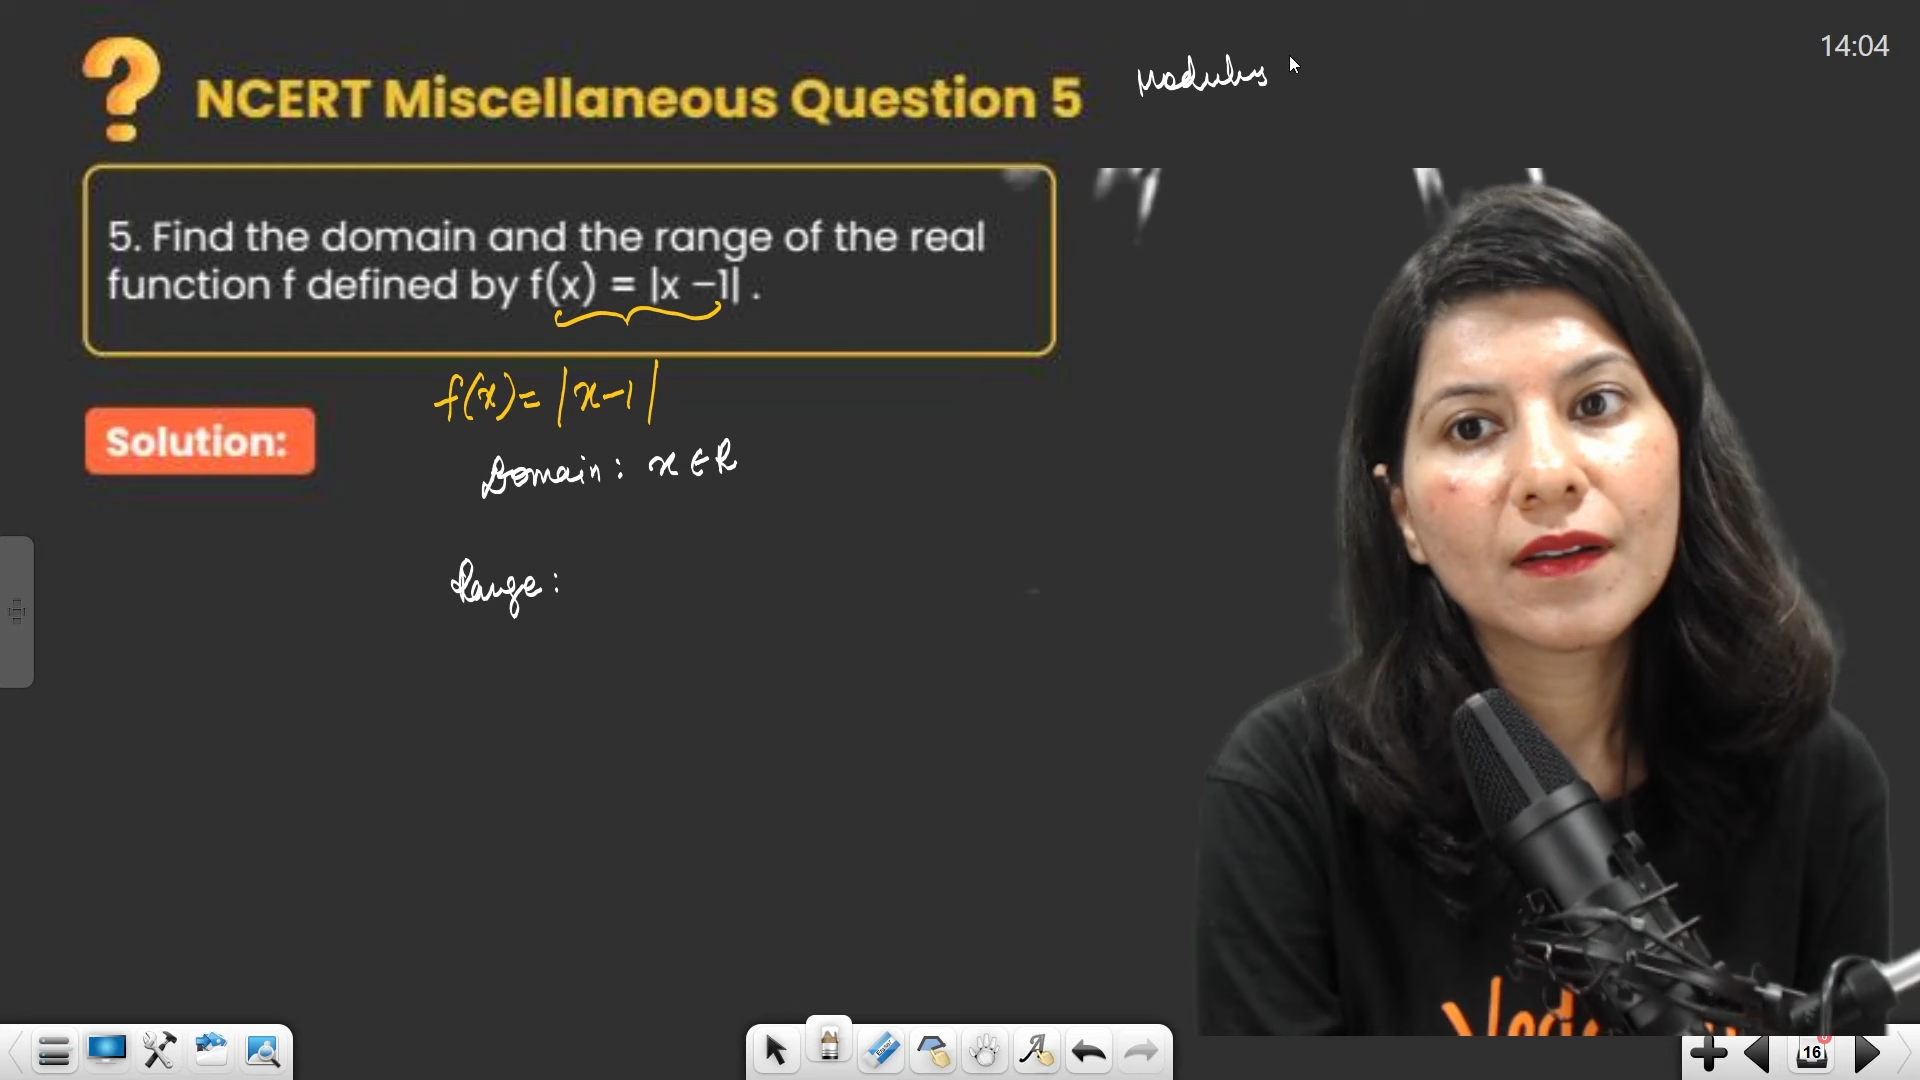 14:04
NCERT Miscellaneous Question 5
Modulus
5. Find the domain and the range of the real
function f defined by f(x) = |x –1| .
f(x) = |x-1|
Solution:
Domain: x ∈ R
Range:
16